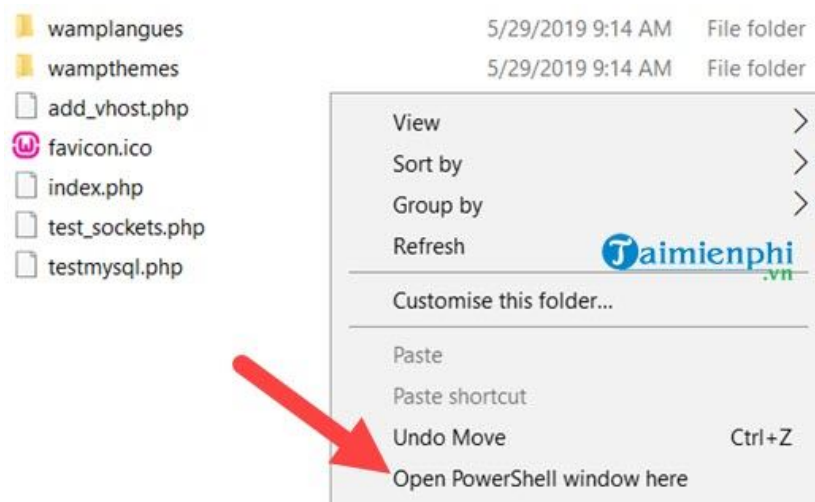 wamplangues 5/29/2019 9:14 AM File folder
wampthemes 5/29/2019 9:14 AM File folder
add_vhost.php
favicon.ico
index.php
test_sockets.php
testmysql.php
View
Sort by
Group by
Refresh
Taimienphi
.vn
Customise this folder...
Paste
Paste shortcut
Undo Move Ctrl+Z
Open PowerShell window here